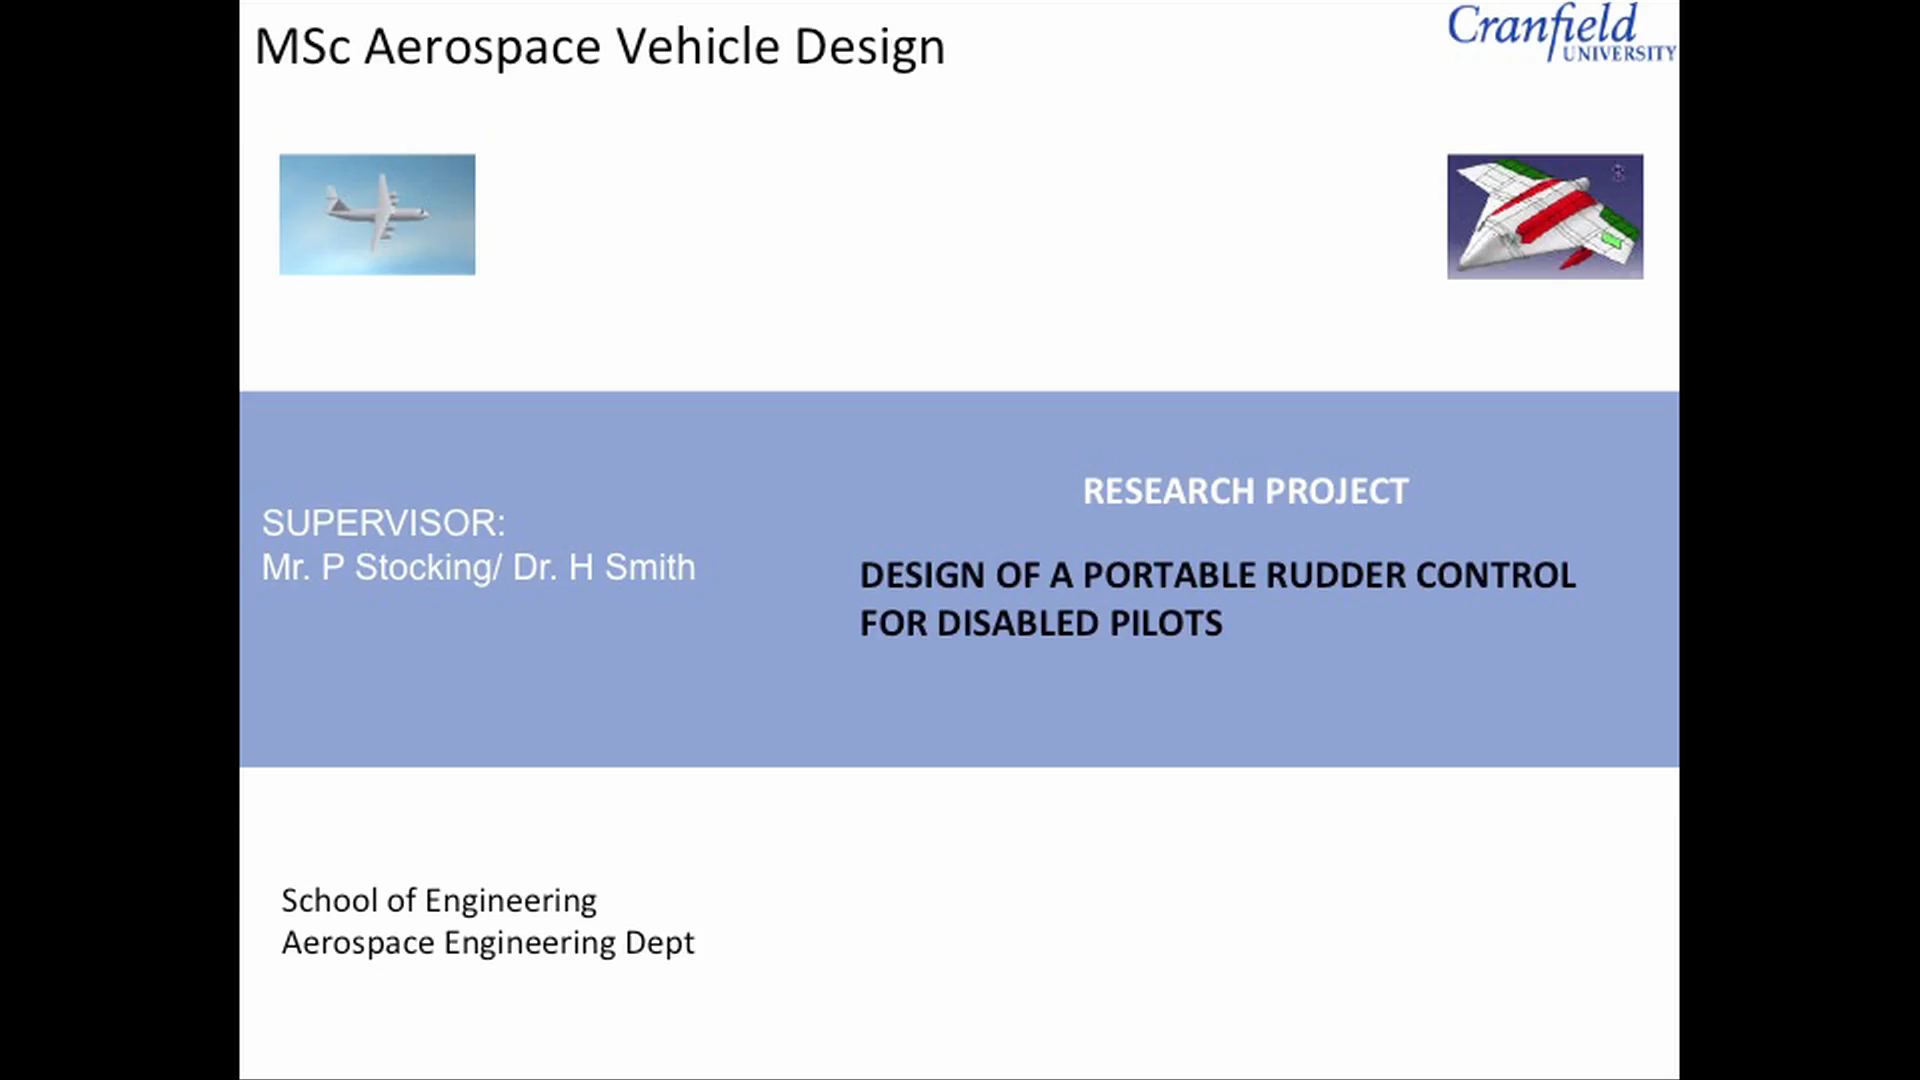 MSc Aerospace Vehicle Design
Cranfield
UNIVERSITY
SUPERVISOR:
Mr. P Stocking/ Dr. H Smith
RESEARCH PROJECT
DESIGN OF A PORTABLE RUDDER CONTROL
FOR DISABLED PILOTS
School of Engineering
Aerospace Engineering Dept